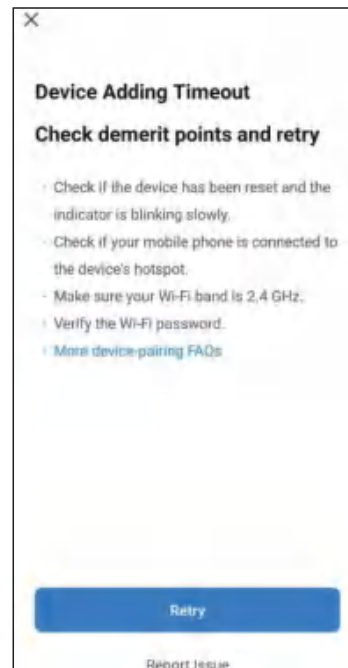 Device Adding Timeout
Check demerit points and retry
· Check if the device has been reset and the
indicator is blinking slowly.
· Check if your mobile phone is connected to
the device's hotspot.
· Make sure your Wi-Fi band is 2.4 GHz.
· Verify the Wi-Fi password.
· More device-pairing FAQs
Retry
Report Issue